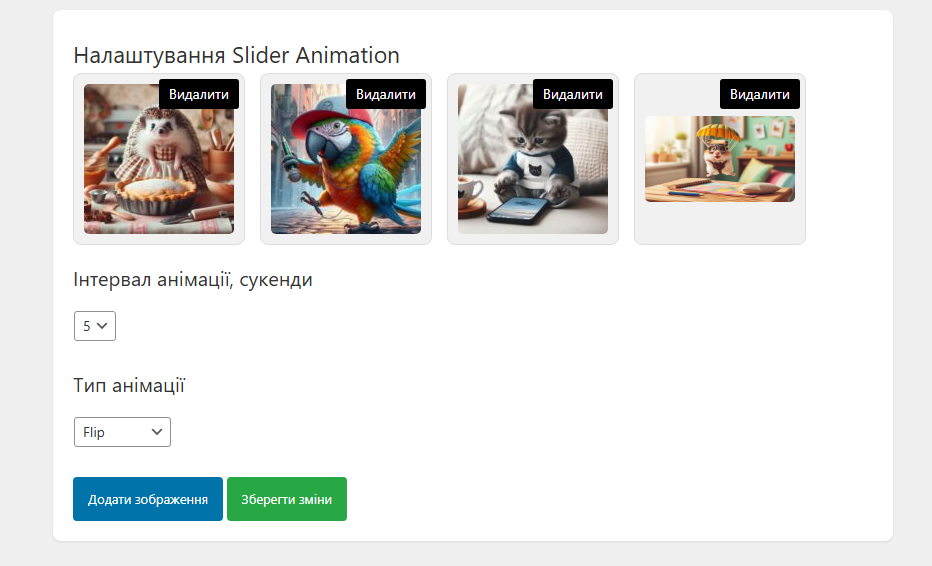 Налаштування Slider Animation
Видалити Видалити Видалити Видалити
Інтервал анімації, сукенди
5
Тип анімації
Flip
Додати зображення Зберегти зміни